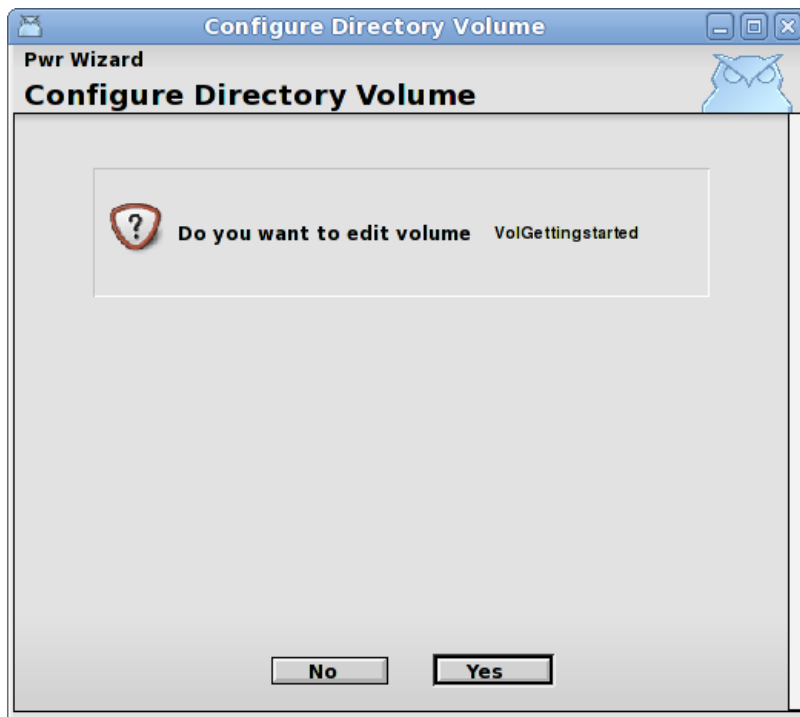 Configure Directory Volume
Pwr Wizard
Configure Directory Volume
? Do you want to edit volume VolGettingstarted
No Yes